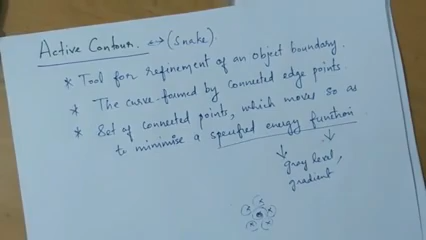 Active Contour. ↔ (Snake).
* Tool for refinement of an object boundary.
* The curve formed by connected edge points.
* Set of connected points, which moves so as
to minimise a specified energy function
gray level,
gradient